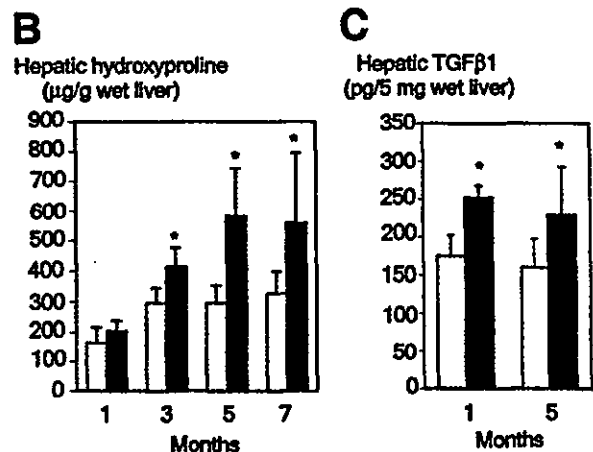 B
Hepatic hydroxyproline
(µg/g wet liver)
900
800
700
600
500
400
300
200
100
0
*
*
*
1 3 5 7
Months
C
Hepatic TGFβ1
(pg/5 mg wet liver)
350
300
250
200
150
100
50
0
*
*
1 5
Months